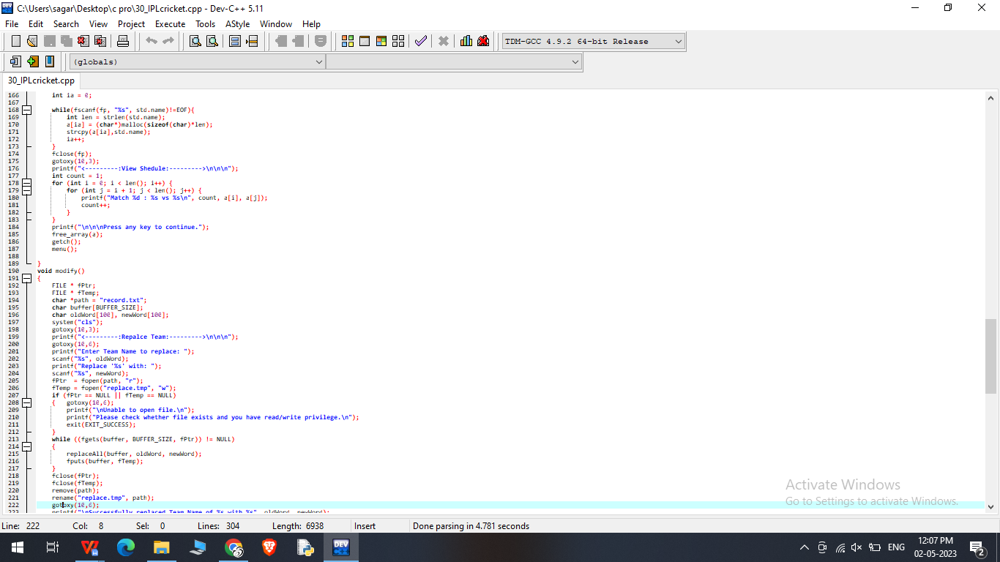 C:\Users\sagar\Desktop\c pro\30_IPLcricket.cpp - Dev-C++ 5.11
File Edit Search View Project Execute Tools AStyle Window Help
TDM-GCC 4.9.2 64-bit Release
(globals)
30_IPLcricket.cpp
166 int ia = 0;
167
168 while(fscanf(fp, "%s", std.name)!=EOF){
169 int len = strlen(std.name);
170 a[ia] = (char*)malloc(sizeof(char)*len);
171 strcpy(a[ia],std.name);
172 ia++;
173 }
174 fclose(fp);
175 gotoxy(10,3);
176 printf("<---------:View Shedule:--------->\n\n\n");
177 int count = 1;
178 for (int i = 0; i < len(); i++) {
179 for (int j = i + 1; j < len(); j++) {
180 printf("Match %d : %s vs %s\n", count, a[i], a[j]);
181 count++;
182 }
183 }
184 printf("\n\n\nPress any key to continue.");
185 free_array(a);
186 getch();
187 menu();
188
189 }
190 void modify()
191 {
192 FILE * fPtr;
193 FILE * fTemp;
194 char *path = "record.txt";
195 char buffer[BUFFER_SIZE];
196 char oldWord[100], newWord[100];
197 system("cls");
198 gotoxy(10,3);
199 printf("<---------:Repalce Team:--------->\n\n\n");
200 gotoxy(10,6);
201 printf("Enter Team Name to replace: ");
202 scanf("%s", oldWord);
203 printf("Replace '%s' with: ");
204 scanf("%s", newWord);
205 fPtr = fopen(path, "r");
206 fTemp = fopen("replace.tmp", "w");
207 if (fPtr == NULL || fTemp == NULL)
208 { gotoxy(10,6);
209 printf("\nUnable to open file.\n");
210 printf("Please check whether file exists and you have read/write privilege.\n");
211 exit(EXIT_SUCCESS);
212 }
213 while ((fgets(buffer, BUFFER_SIZE, fPtr)) != NULL)
214 {
215 replaceAll(buffer, oldWord, newWord);
216 fputs(buffer, fTemp);
217 }
218 fclose(fPtr);
219 fclose(fTemp);
220 remove(path);
221 rename("replace.tmp", path);
222 gotoxy(10,6);
223 printf("\nSuccessfully replaced Team Name of %s with %s", oldWord, newWord);
Activate Windows
Go to Settings to activate Windows.
Line: 222 Col: 8 Sel: 0 Lines: 304 Length: 6938 Insert Done parsing in 4.781 seconds
DEV
ENG
12:07 PM
02-05-2023
2